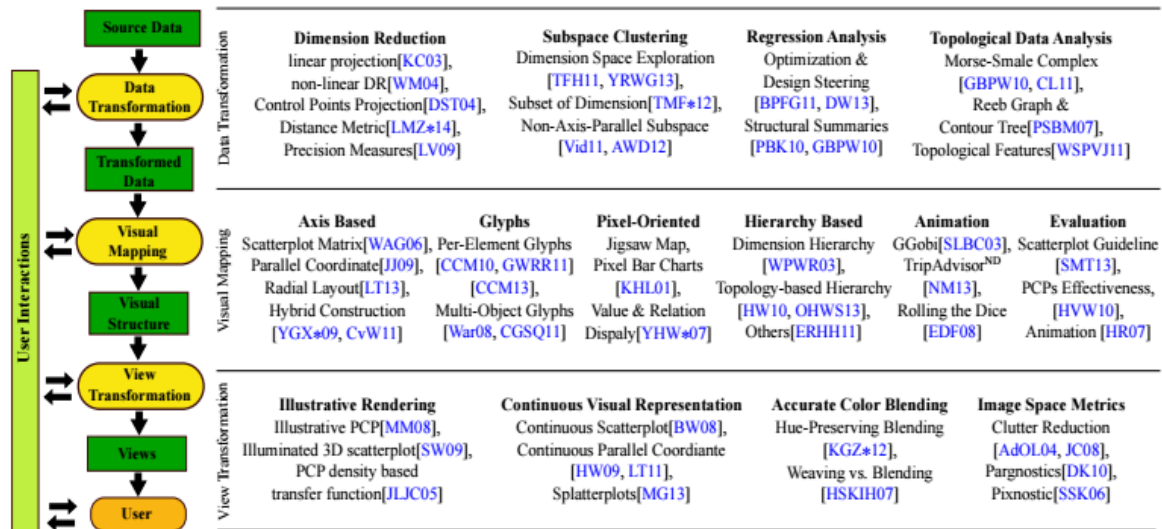 Source Data
Data
Transformation
Transformed
Data
Visual
Mapping
Visual
Structure
View
Transformation
Views
User
User Interactions
Data Transformation
Dimension Reduction
linear projection[KC03],
non-linear DR[WM04],
Control Points Projection[DST04],
Distance Metric[LMZ*14],
Precision Measures[LV09]
Subspace Clustering
Dimension Space Exploration
[TFH11, YRWG13],
Subset of Dimension[TMF*12],
Non-Axis-Parallel Subspace
[Vid11, AWD12]
Regression Analysis
Optimization &
Design Steering
[BPFG11, DW13],
Structural Summaries
[PBK10, GBPW10]
Topological Data Analysis
Morse-Smale Complex
[GBPW10, CL11],
Reeb Graph &
Contour Tree[PSBM07],
Topological Features[WSPVJ11]
Visual Mapping
Axis Based
Scatterplot Matrix[WAG06],
Parallel Coordinate[JJ09],
Radial Layout[LT13],
Hybrid Construction
[YGX*09, CvW11]
Glyphs
Per-Element Glyphs
[CCM10, GWRR11]
[CCM13],
Multi-Object Glyphs
[War08, CGSQ11]
Pixel-Oriented
Jigsaw Map,
Pixel Bar Charts
[KHL01],
Value & Relation
Dispaly[YHW*07]
Hierarchy Based
Dimension Hierarchy
[WPWR03],
Topology-based Hierarchy
[HW10, OHWS13],
Others[ERHH11]
Animation
GGobi[SLBC03],
TripAdvisorND
[NM13],
Rolling the Dice
[EDF08]
Evaluation
Scatterplot Guideline
[SMT13],
PCPs Effectiveness,
[HVW10],
Animation [HR07]
View Transformation
Illustrative Rendering
Illustrative PCP[MM08],
Illuminated 3D scatterplot[SW09],
PCP density based
transfer function[JLJC05]
Continuous Visual Representation
Continuous Scatterplot[BW08],
Continuous Parallel Coordiante
[HW09, LT11],
Splatterplots[MG13]
Accurate Color Blending
Hue-Preserving Blending
[KGZ*12],
Weaving vs. Blending
[HSKIH07]
Image Space Metrics
Clutter Reduction
[AdOL04, JC08],
Pargnostics[DK10],
Pixnostic[SSK06]